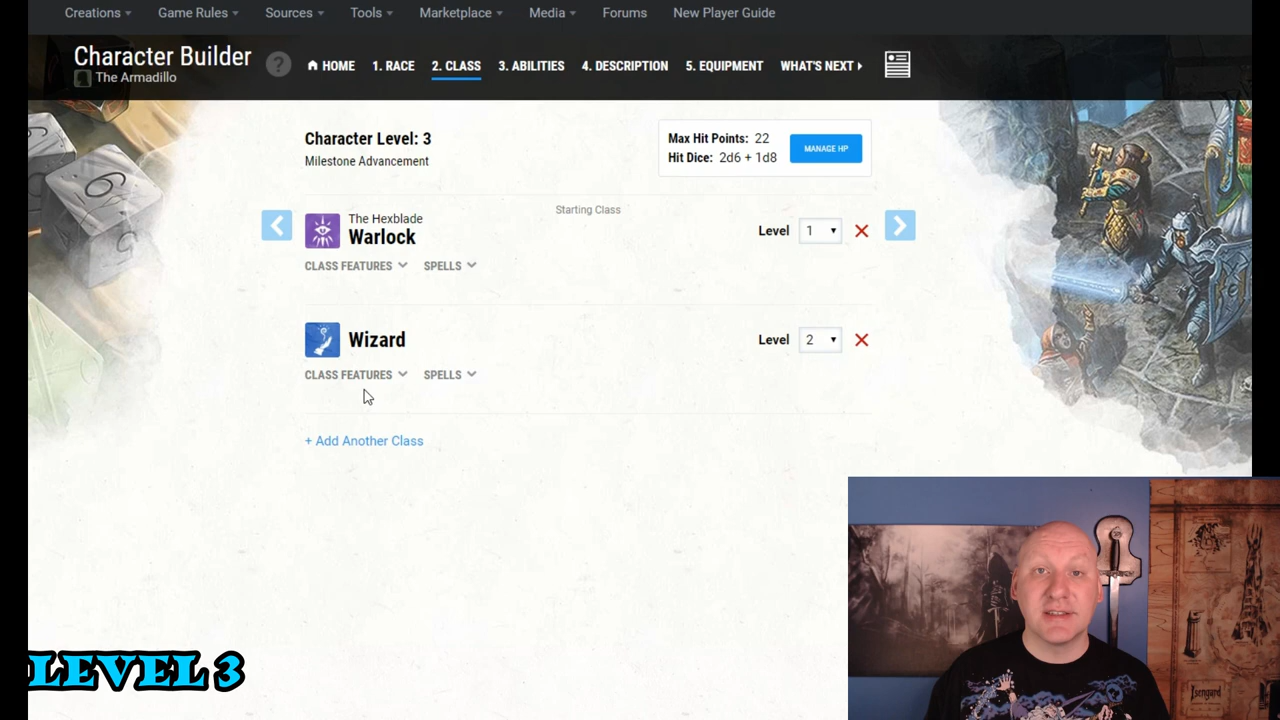 Creations Game Rules Sources Tools Marketplace Media Forums New Player Guide
Character Builder
The Armadillo
? HOME 1. RACE 2. CLASS 3. ABILITIES 4. DESCRIPTION 5. EQUIPMENT WHAT'S NEXT
Character Level: 3
Milestone Advancement
Max Hit Points: 22
Hit Dice: 2d6 + 1d8
MANAGE HP
Starting Class
The Hexblade
Warlock
Level 1
CLASS FEATURES SPELLS
Wizard
Level 2
CLASS FEATURES SPELLS
+ Add Another Class
LEVEL 3
Isengard